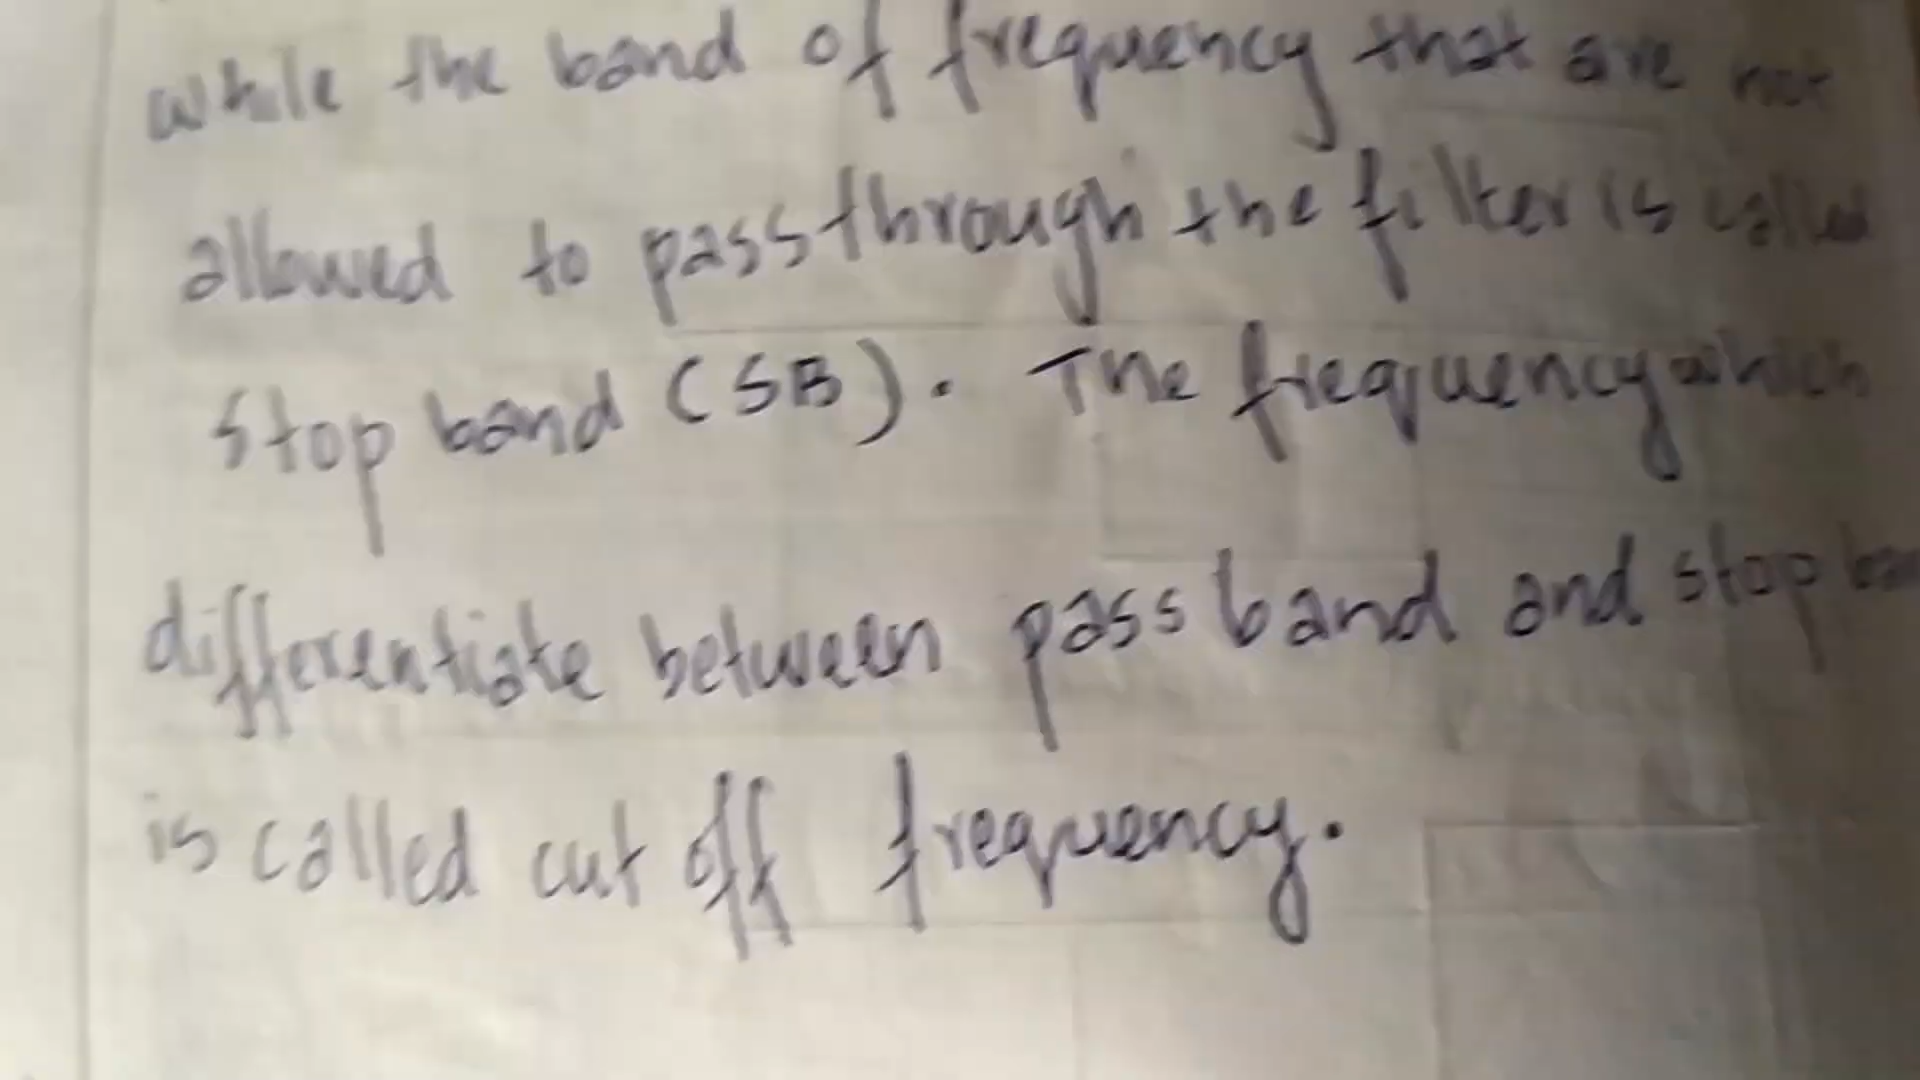 while the band of frequency that are not
allowed to pass through the filter is called
stop band (SB). The frequency which
differentiate between pass band and stop
is called cut off frequency.